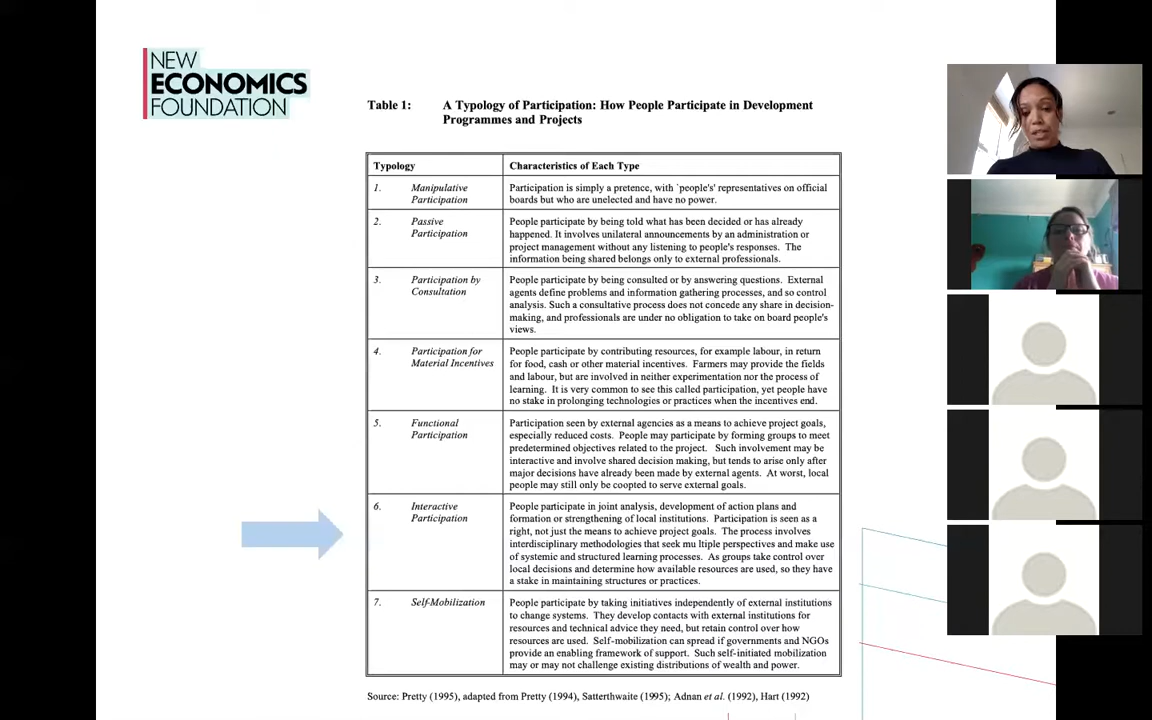 NEW
ECONOMICS
FOUNDATION
Table 1: A Typology of Participation: How People Participate in Development
Programmes and Projects
Typology Characteristics of Each Type
1. Manipulative Participation is simply a pretence, with `people's' representatives on official
Participation boards but who are unelected and have no power.
2. Passive People participate by being told what has been decided or has already
Participation happened. It involves unilateral announcements by an administration or
project management without any listening to people's responses. The
information being shared belongs only to external professionals.
3. Participation by People participate by being consulted or by answering questions. External
Consultation agents define problems and information gathering processes, and so control
analysis. Such a consultative process does not concede any share in decision-
making, and professionals are under no obligation to take on board people's
views.
4. Participation for People participate by contributing resources, for example labour, in return
Material Incentives for food, cash or other material incentives. Farmers may provide the fields
and labour, but are involved in neither experimentation nor the process of
learning. It is very common to see this called participation, yet people have
no stake in prolonging technologies or practices when the incentives end.
5. Functional Participation seen by external agencies as a means to achieve project goals,
Participation especially reduced costs. People may participate by forming groups to meet
predetermined objectives related to the project. Such involvement may be
interactive and involve shared decision making, but tends to arise only after
major decisions have already been made by external agents. At worst, local
people may still only be coopted to serve external goals.
6. Interactive People participate in joint analysis, development of action plans and
Participation formation or strengthening of local institutions. Participation is seen as a
right, not just the means to achieve project goals. The process involves
interdisciplinary methodologies that seek mu ltiple perspectives and make use
of systemic and structured learning processes. As groups take control over
local decisions and determine how available resources are used, so they have
a stake in maintaining structures or practices.
7. Self-Mobilization People participate by taking initiatives independently of external institutions
to change systems. They develop contacts with external institutions for
resources and technical advice they need, but retain control over how
resources are used. Self-mobilization can spread if governments and NGOs
provide an enabling framework of support. Such self-initiated mobilization
may or may not challenge existing distributions of wealth and power.
Source: Pretty (1995), adapted from Pretty (1994), Satterthwaite (1995); Adnan et al. (1992), Hart (1992)